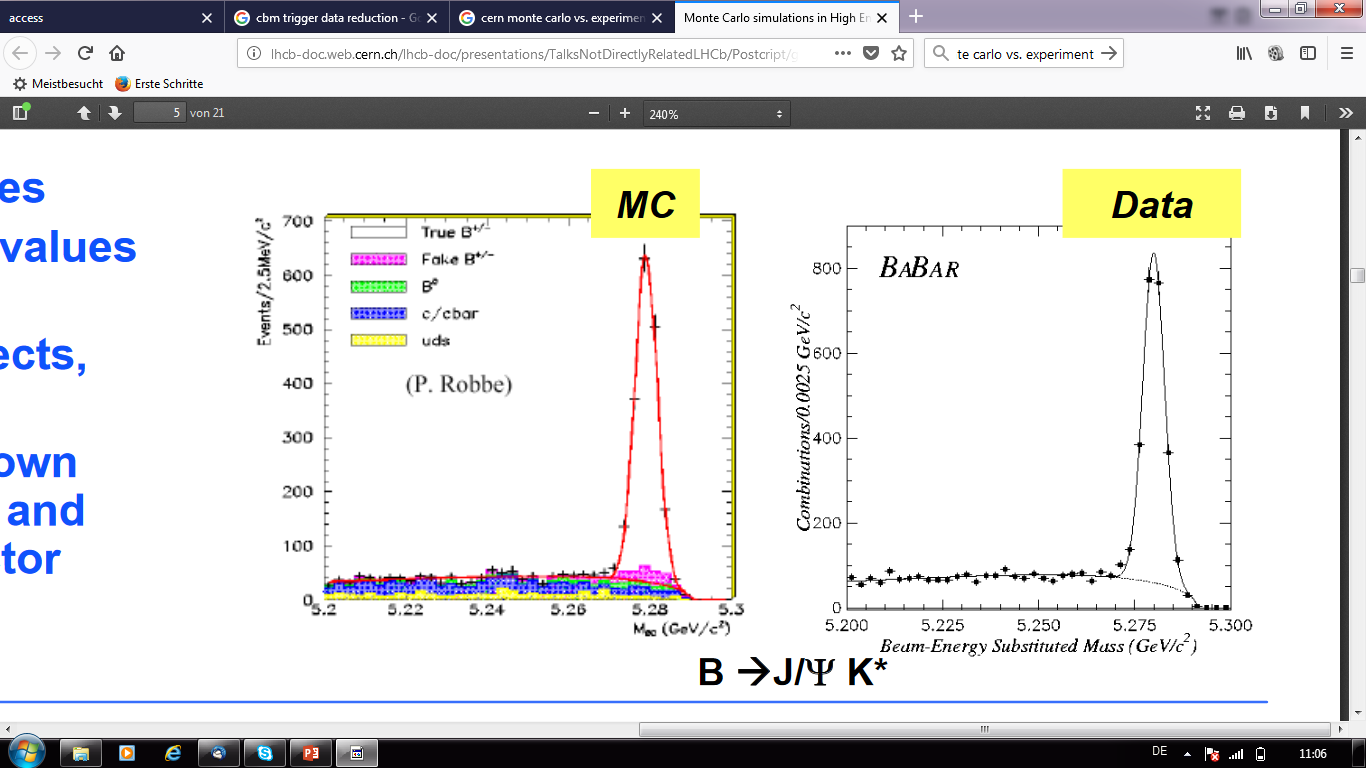 access
cbm trigger data reduction - G
cern monte carlo vs. experimen
Monte Carlo simulations in High En
lhcb-doc.web.cern.ch/lhcb-doc/presentations/TalksNotDirectlyRelatedLHCb/Postcript/g
te carlo vs. experiment
Meistbesucht
Erste Schritte
5 von 21
240%
es
values
ects,
own
and
tor
MC
Events/2.5MeV/c²
700
600
500
400
300
200
100
0
True B+/-
Fake B+/-
B⁰
c/cbar
uds
(P. Robbe)
5.2 5.22 5.24 5.26 5.28 5.3
(GeV/c²)
Data
BABAR
Combinations/0.0025 GeV/c²
800
600
400
200
0
5.200 5.225 5.250 5.275 5.300
Beam-Energy Substituted Mass (GeV/c²)
B →J/Ψ K*
DE
11:06